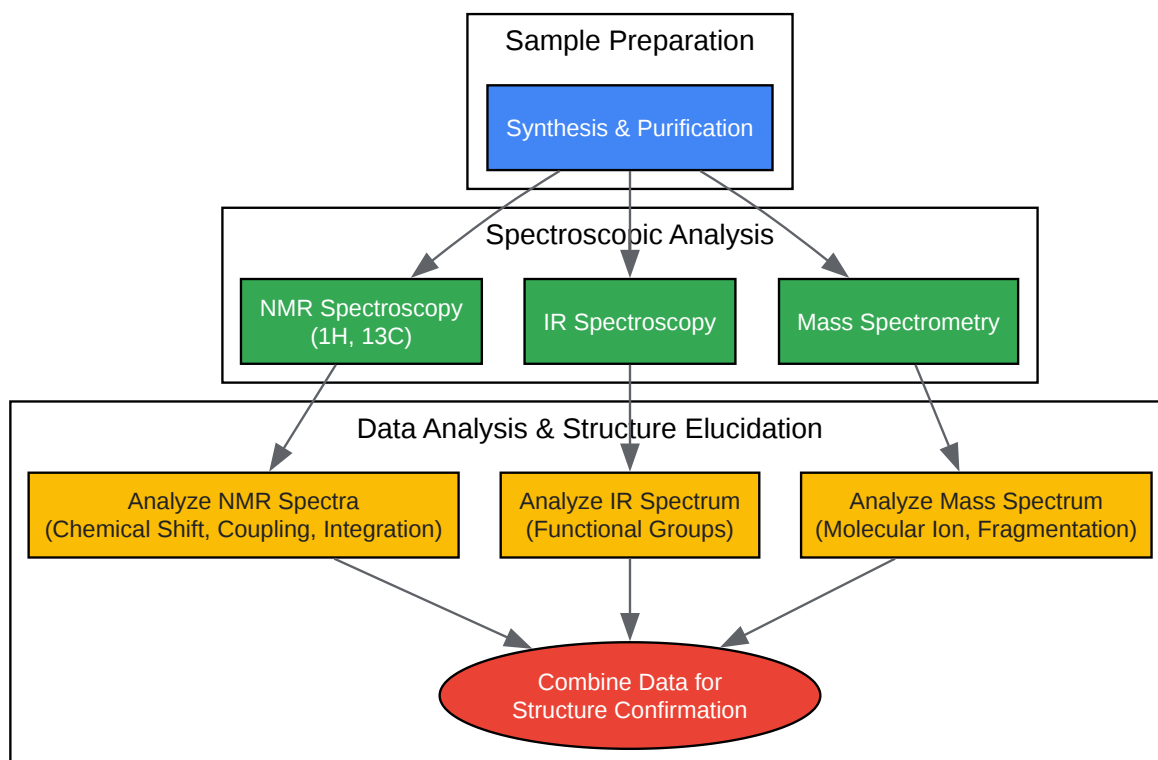 Sample Preparation
Synthesis & Purification
Spectroscopic Analysis
NMR Spectroscopy
(1H, 13C)
IR Spectroscopy
Mass Spectrometry
Data Analysis & Structure Elucidation
Analyze NMR Spectra
(Chemical Shift, Coupling, Integration)
Analyze IR Spectrum
(Functional Groups)
Analyze Mass Spectrum
(Molecular Ion, Fragmentation)
Combine Data for
Structure Confirmation